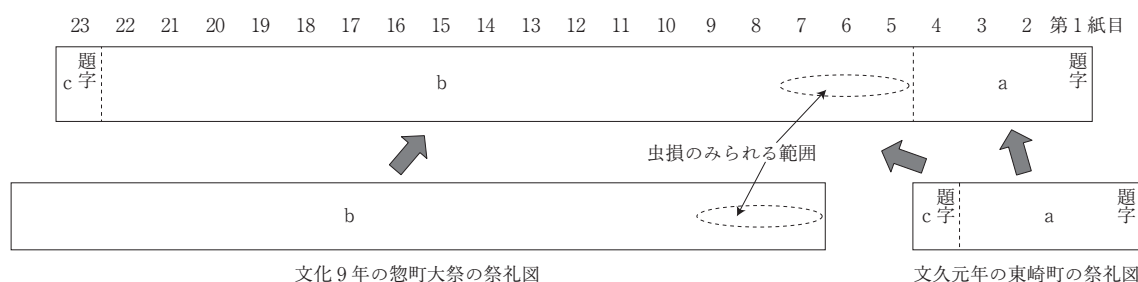 23 22 21 20 19 18 17 16 15 14 13 12 11 10 9 8 7 6 5 4 3 2 第1紙目
題字
c
b
a
題字
虫損のみられる範囲
b
題字
c
a
題字
文化9年の惣町大祭の祭礼図
文久元年の東崎町の祭礼図